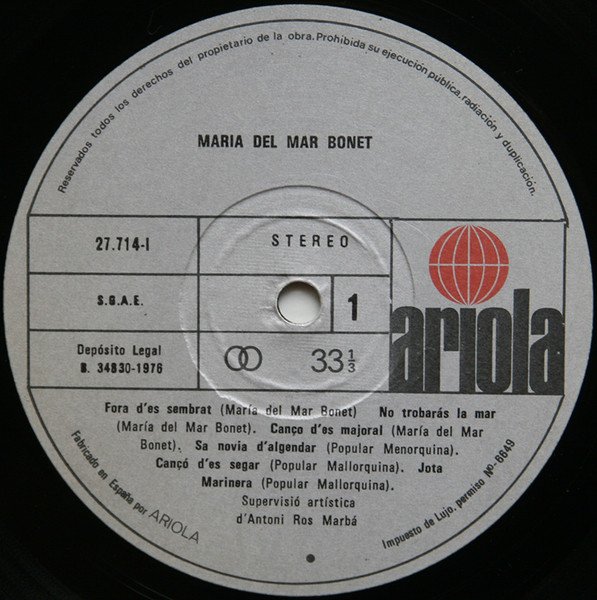 Reservados todos los derechos del propietario de la obra. Prohibida su ejecución pública, radiación y duplicación.
MARIA DEL MAR BONET
27.714-I
STEREO
S.G.A.E.
1
ariola
Depósito Legal
B. 34830-1976
33 1/3
Fora d'es sembrat (María del Mar Bonet) No trobarás la mar
(María del Mar Bonet). Canço d'es majoral (María del Mar
Bonet). Sa novia d'algendar (Popular Menorquina).
Cançó d'es segar (Popular Mallorquina). Jota
Marinera (Popular Mallorquina).
Supervisió artística
d'Antoni Ros Marbá
Fabricado en España por ARIOLA
Impuesto de Lujo, permiso Nº-6649